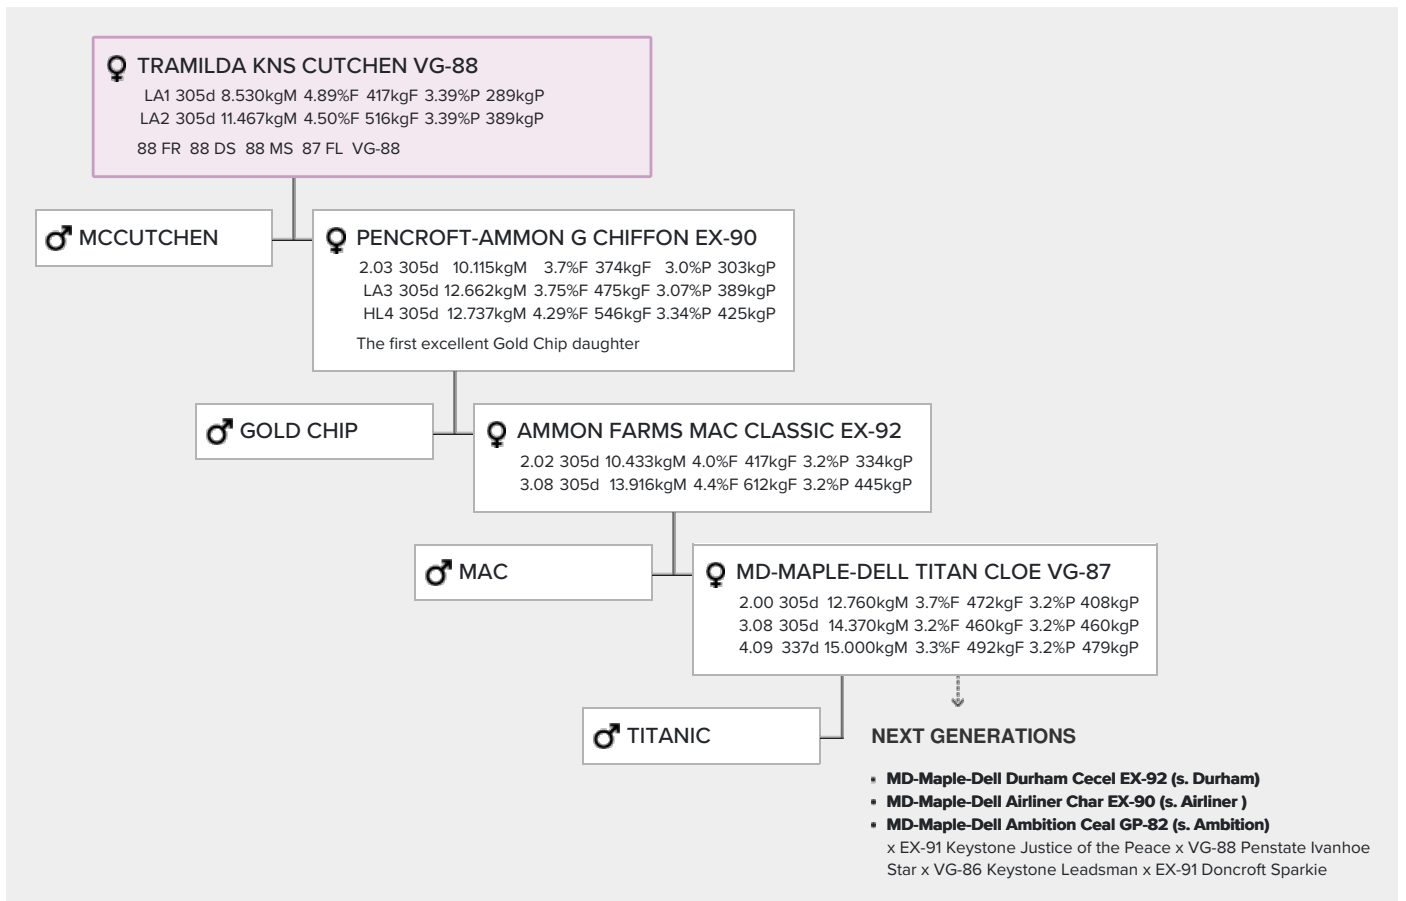 TRAMILDA KNS CUTCHEN VG-88
LA1 305d 8.530kgM 4.89%F 417kgF 3.39%P 289kgP
LA2 305d 11.467kgM 4.50%F 516kgF 3.39%P 389kgP
88 FR 88 DS 88 MS 87 FL VG-88
MCCUTCHEN
PENCROFT-AMMON G CHIFFON EX-90
2.03 305d 10.115kgM 3.7%F 374kgF 3.0%P 303kgP
LA3 305d 12.662kgM 3.75%F 475kgF 3.07%P 389kgP
HL4 305d 12.737kgM 4.29%F 546kgF 3.34%P 425kgP
The first excellent Gold Chip daughter
GOLD CHIP
AMMON FARMS MAC CLASSIC EX-92
2.02 305d 10.433kgM 4.0%F 417kgF 3.2%P 334kgP
3.08 305d 13.916kgM 4.4%F 612kgF 3.2%P 445kgP
MAC
MD-MAPLE-DELL TITAN CLOE VG-87
2.00 305d 12.760kgM 3.7%F 472kgF 3.2%P 408kgP
3.08 305d 14.370kgM 3.2%F 460kgF 3.2%P 460kgP
4.09 337d 15.000kgM 3.3%F 492kgF 3.2%P 479kgP
TITANIC
NEXT GENERATIONS
• MD-Maple-Dell Durham Cecel EX-92 (s. Durham)
• MD-Maple-Dell Airliner Char EX-90 (s. Airliner )
• MD-Maple-Dell Ambition Ceal GP-82 (s. Ambition)
x EX-91 Keystone Justice of the Peace x VG-88 Penstate Ivanhoe
Star x VG-86 Keystone Leadsman x EX-91 Doncroft Sparkie